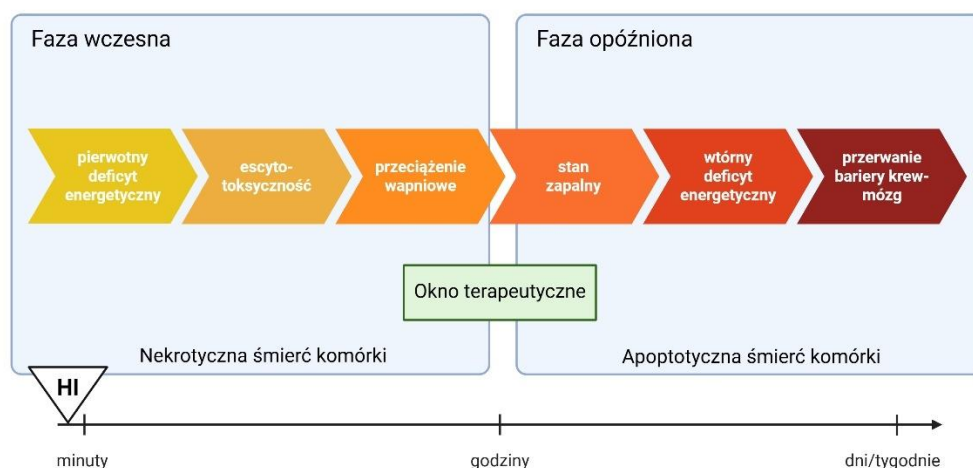 Faza wczesna
Faza opóźniona
pierwotny
deficyt
energetyczny
escyto-
toksyczność
przeciążenie
wapniowe
stan
zapalny
wtórny
deficyt
energetyczny
przerwanie
bariery krew-
mózg
Okno terapeutyczne
Nekrotyczna śmierć komórki
Apoptotyczna śmierć komórki
HI
minuty
godziny
dni/tygodnie